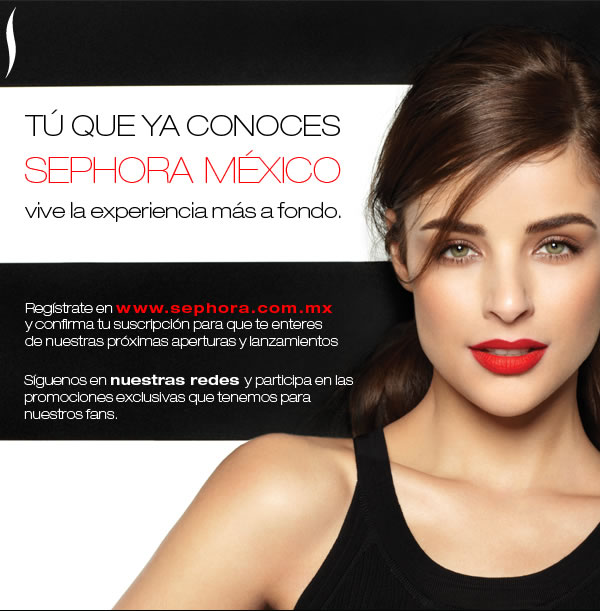 TÚ QUE YA CONOCES
SEPHORA MÉXICO
vive la experiencia más a fondo.
Regístrate en www.sephora.com.mx
y confirma tu suscripción para que te enteres
de nuestras próximas aperturas y lanzamientos
Síguenos en nuestras redes y participa en las
promociones exclusivas que tenemos para
nuestros fans.